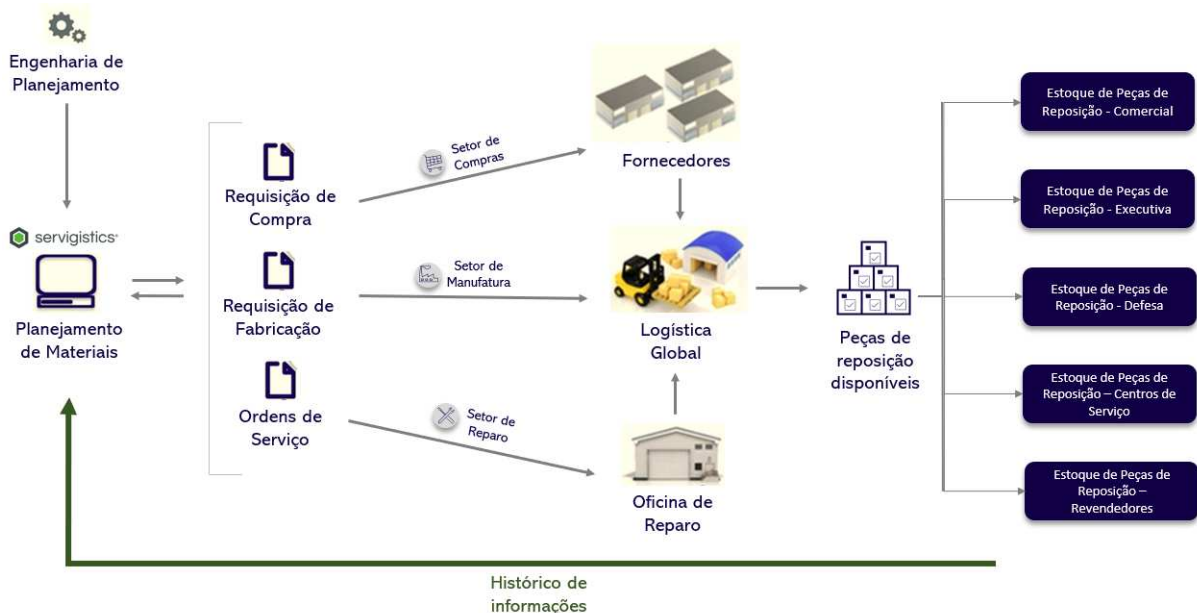 Engenharia de
Planejamento
servigistics®
Planejamento
de Materiais
Requisição de
Compra
Requisição de
Fabricação
Ordens de
Serviço
Setor de
Compras
Setor de
Manufatura
Setor de
Reparo
Fornecedores
Logística
Global
Oficina de
Reparo
Peças de
reposição
disponíveis
Estoque de Peças de
Reposição - Comercial
Estoque de Peças de
Reposição - Executiva
Estoque de Peças de
Reposição - Defesa
Estoque de Peças de
Reposição – Centros de
Serviço
Estoque de Peças de
Reposição –
Revendedores
Histórico de
informações